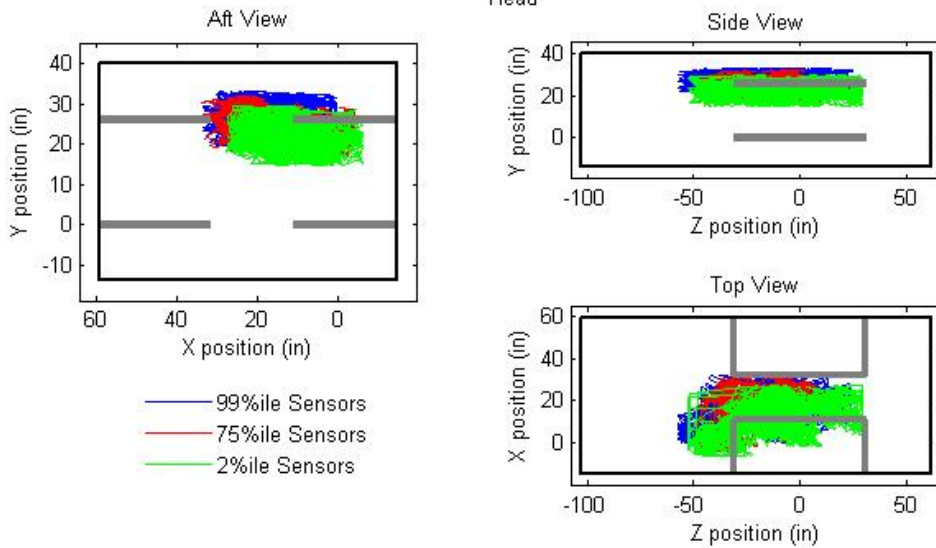 Head
Aft View
40
30
20
10
0
-10
Y position (in)
60
40
20
0
X position (in)
Side View
40
20
0
Y position (in)
-100
-50
0
50
Z position (in)
Top View
60
40
20
0
X position (in)
-100
-50
0
50
Z position (in)
99%ile Sensors
75%ile Sensors
2%ile Sensors